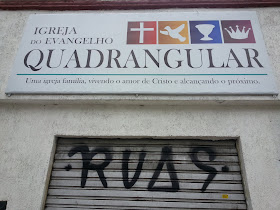 IGREJA
DO EVANGELHO
QUADRANGULAR
Uma igreja família, vivendo o amor de Cristo e alcançando o próximo.
RUAS